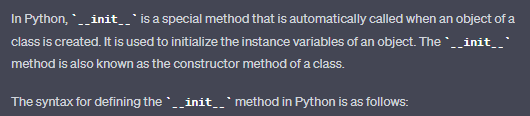 In Python, `__init__` is a special method that is automatically called when an object of a
class is created. It is used to initialize the instance variables of an object. The `__init__`
method is also known as the constructor method of a class.
The syntax for defining the `__init__` method in Python is as follows: